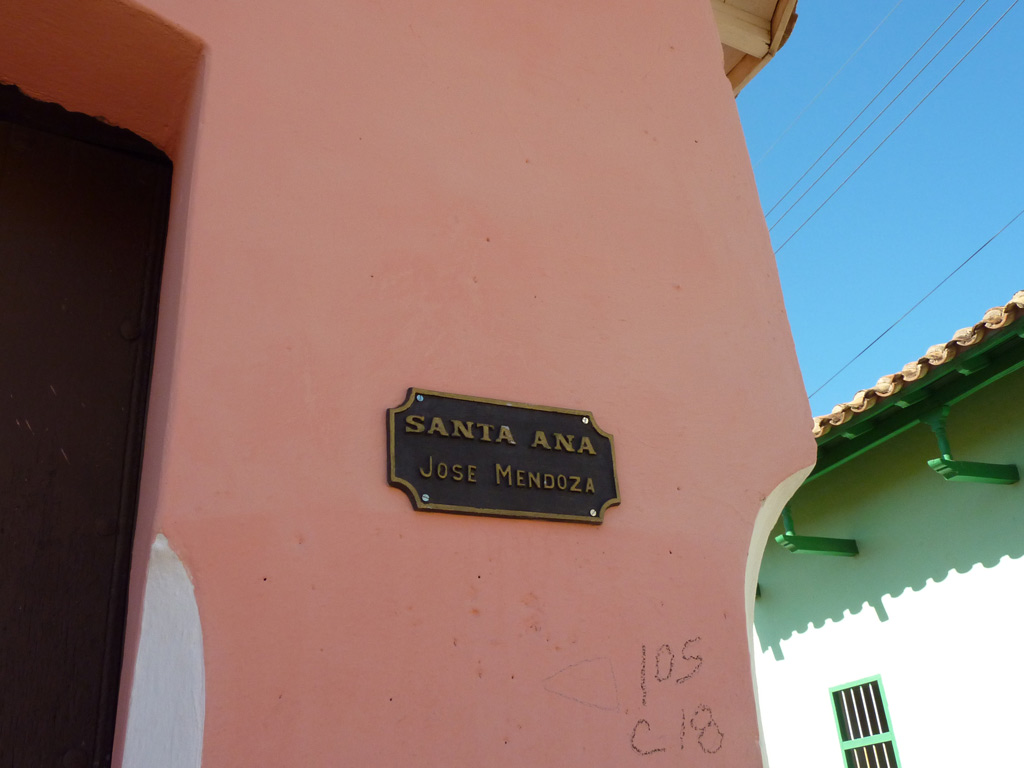 SANTA ANA
JOSE MENDOZA
105
C 18